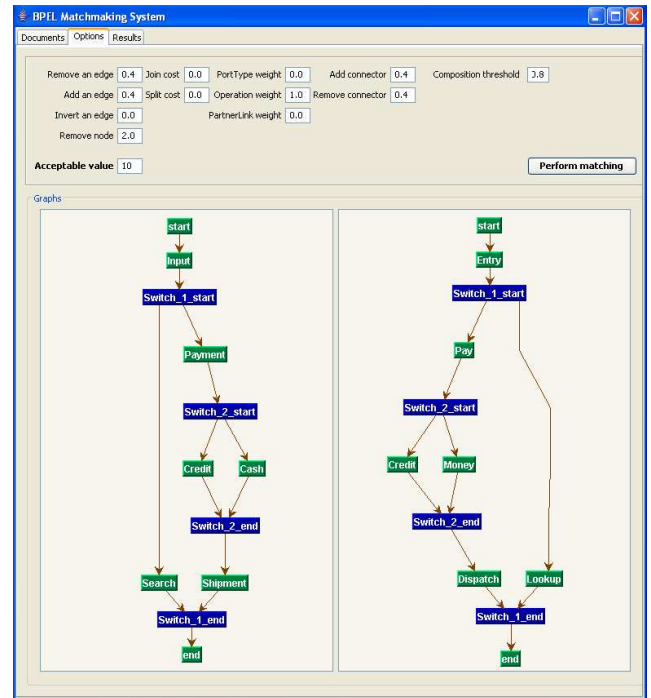 BPEL Matchmaking System
Documents Options Results
Remove an edge 0.4 Join cost 0.0 PortType weight 0.0 Add connector 0.4 Composition threshold 0.8
Add an edge 0.4 Split cost 0.0 Operation weight 1.0 Remove connector 0.4
Invert an edge 0.0 PartnerLink weight 0.0
Remove node 2.0
Acceptable value 10 Perform matching
Graphs
start
Input
Switch_1_start
Payment
Switch_2_start
Credit Cash
Switch_2_end
Search Shipment
Switch_1_end
end
start
Entry
Switch_1_start
Pay
Switch_2_start
Credit Money
Switch_2_end
Dispatch Lookup
Switch_1_end
end